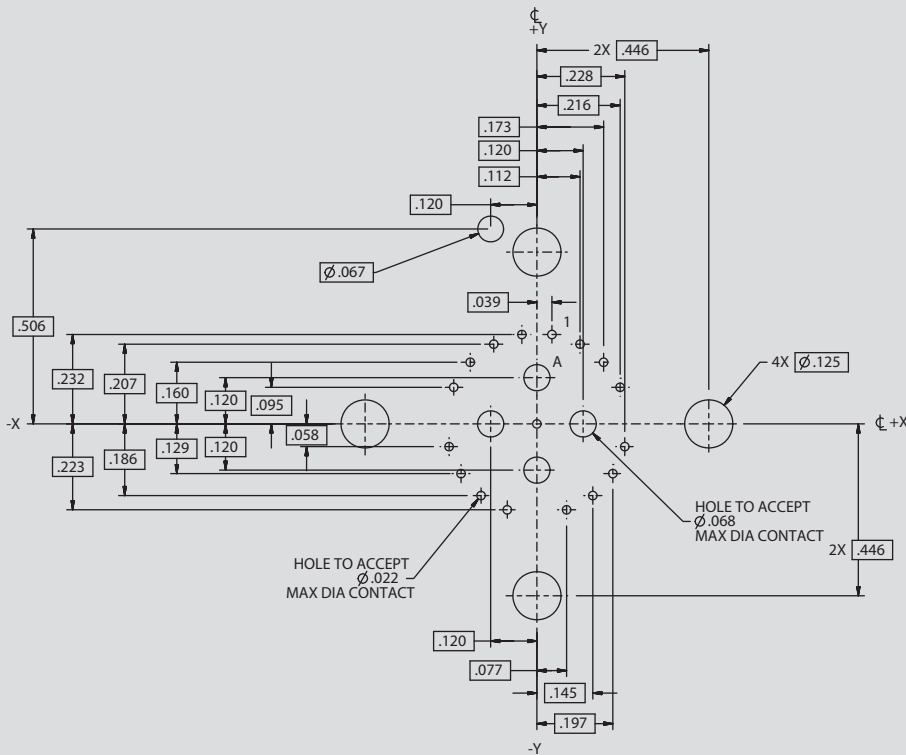 ℄
+Y
2X .446
.228
.216
.173
.120
.112
.120
Ø.067
.039
1
.506
A
.232
.207
.160
.120
.095
4X Ø.125
-X
℄ +X
.058
.223
.186
.129
.120
HOLE TO ACCEPT
Ø.068
MAX DIA CONTACT
2X .446
HOLE TO ACCEPT
Ø.022
MAX DIA CONTACT
.120
.077
.145
.197
-Y